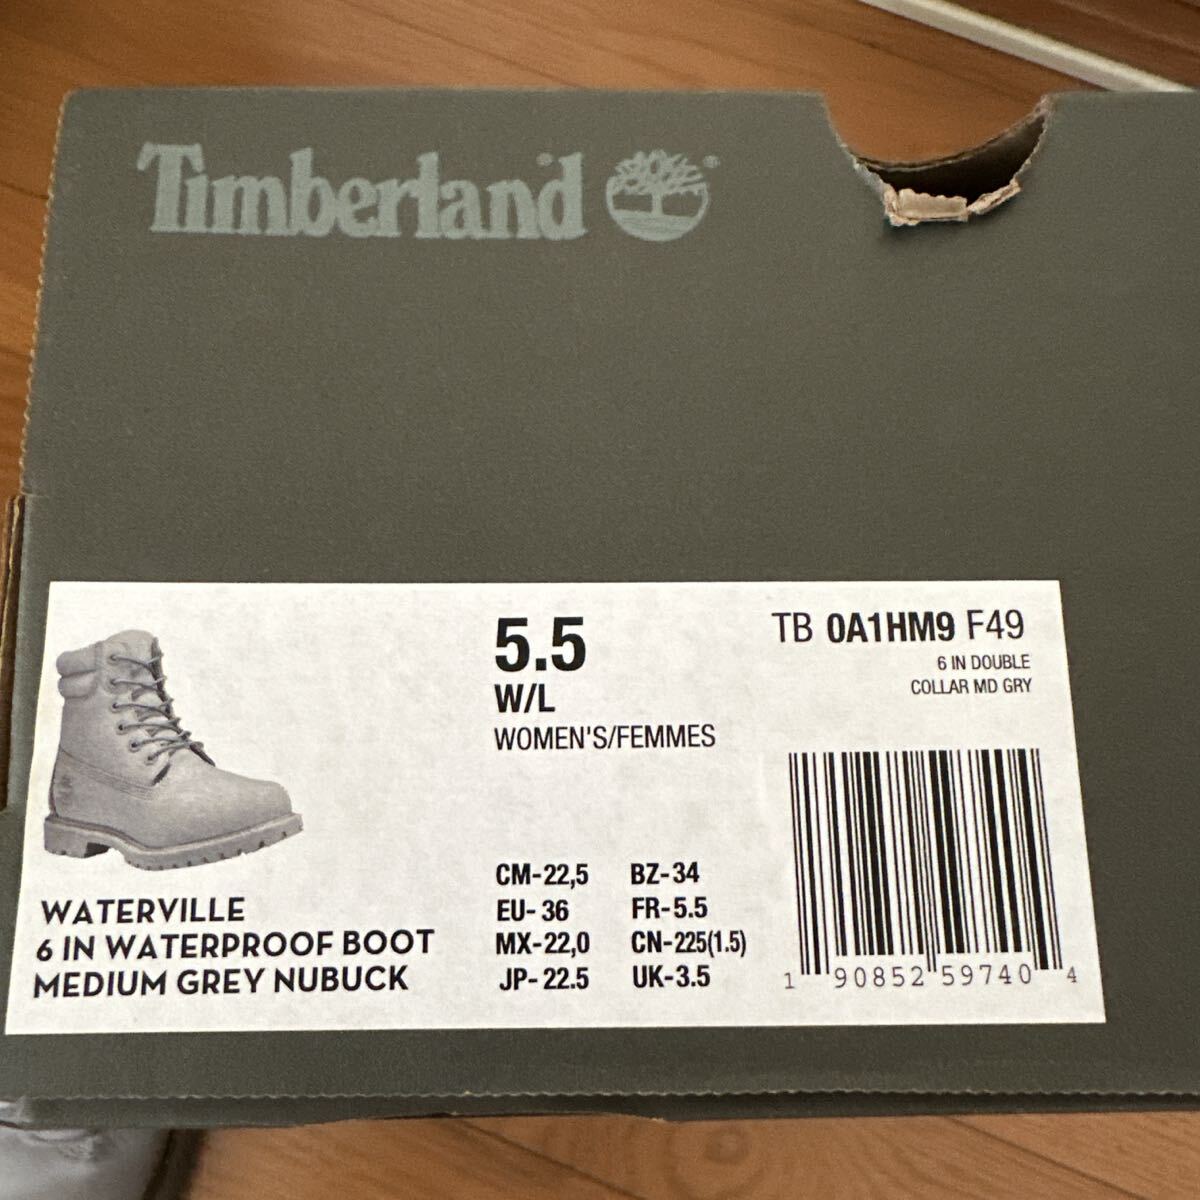 Timberland ®
5.5
W/L
WOMEN'S/FEMMES
TB 0A1HM9 F49
6 IN DOUBLE
COLLAR MD GRY
WATERVILLE
6 IN WATERPROOF BOOT
MEDIUM GREY NUBUCK
CM-22,5 BZ-34
EU-36 FR-5.5
MX-22,0 CN-225(1.5)
JP-22.5 UK-3.5
1 90852 59740 4